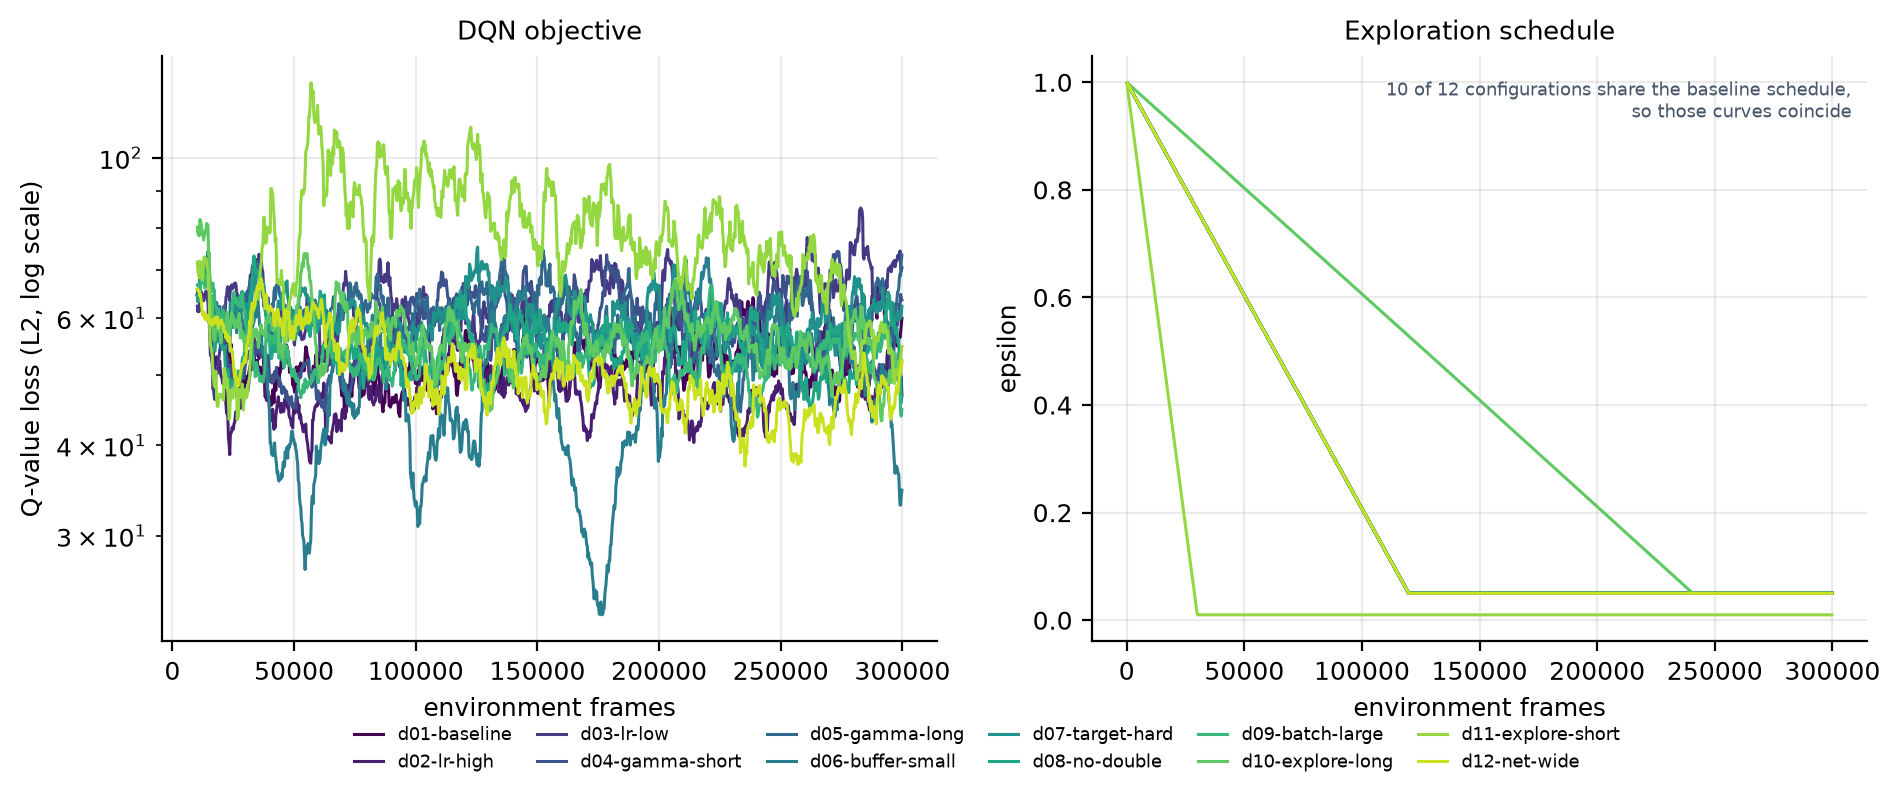 DQN objective
Q-value loss (L2, log scale)
10²
6 × 10¹
4 × 10¹
3 × 10¹
0 50000 100000 150000 200000 250000 300000
environment frames
Exploration schedule
10 of 12 configurations share the baseline schedule,
so those curves coincide
epsilon
1.0
0.8
0.6
0.4
0.2
0.0
0 50000 100000 150000 200000 250000 300000
environment frames
d01-baseline d03-lr-low d05-gamma-long d07-target-hard d09-batch-large d11-explore-short
d02-lr-high d04-gamma-short d06-buffer-small d08-no-double d10-explore-long d12-net-wide